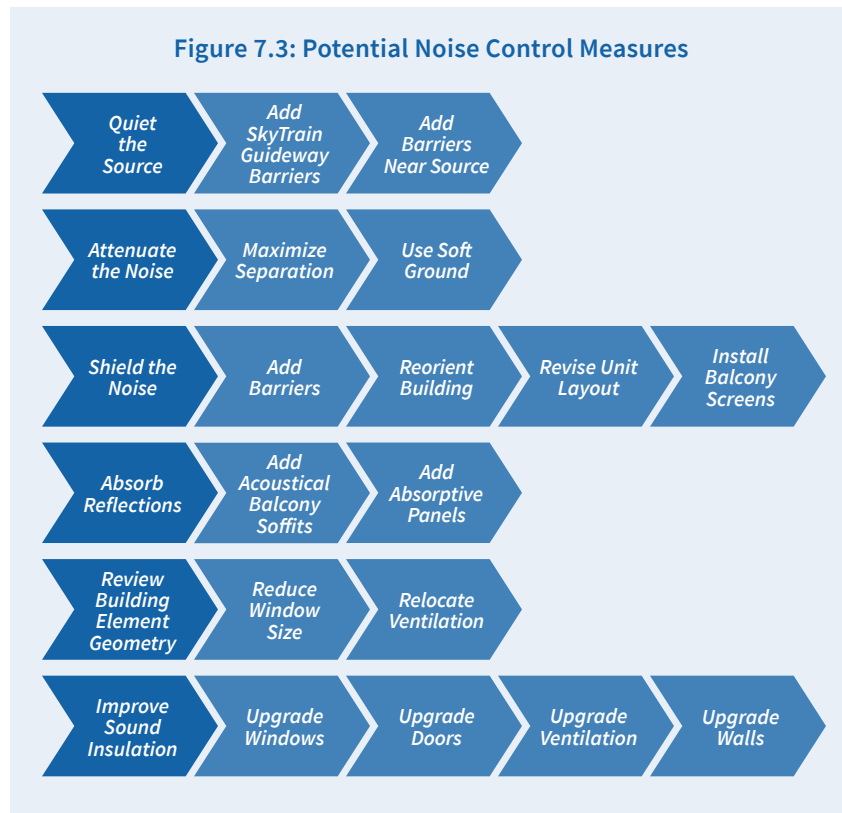 Figure 7.3: Potential Noise Control Measures
Quiet
the
Source
Add
SkyTrain
Guideway
Barriers
Add
Barriers
Near Source
Attenuate
the Noise
Maximize
Separation
Use Soft
Ground
Shield the
Noise
Add
Barriers
Reorient
Building
Revise Unit
Layout
Install
Balcony
Screens
Absorb
Reflections
Add
Acoustical
Balcony
Soffits
Add
Absorptive
Panels
Review
Building
Element
Geometry
Reduce
Window
Size
Relocate
Ventilation
Improve
Sound
Insulation
Upgrade
Windows
Upgrade
Doors
Upgrade
Ventilation
Upgrade
Walls